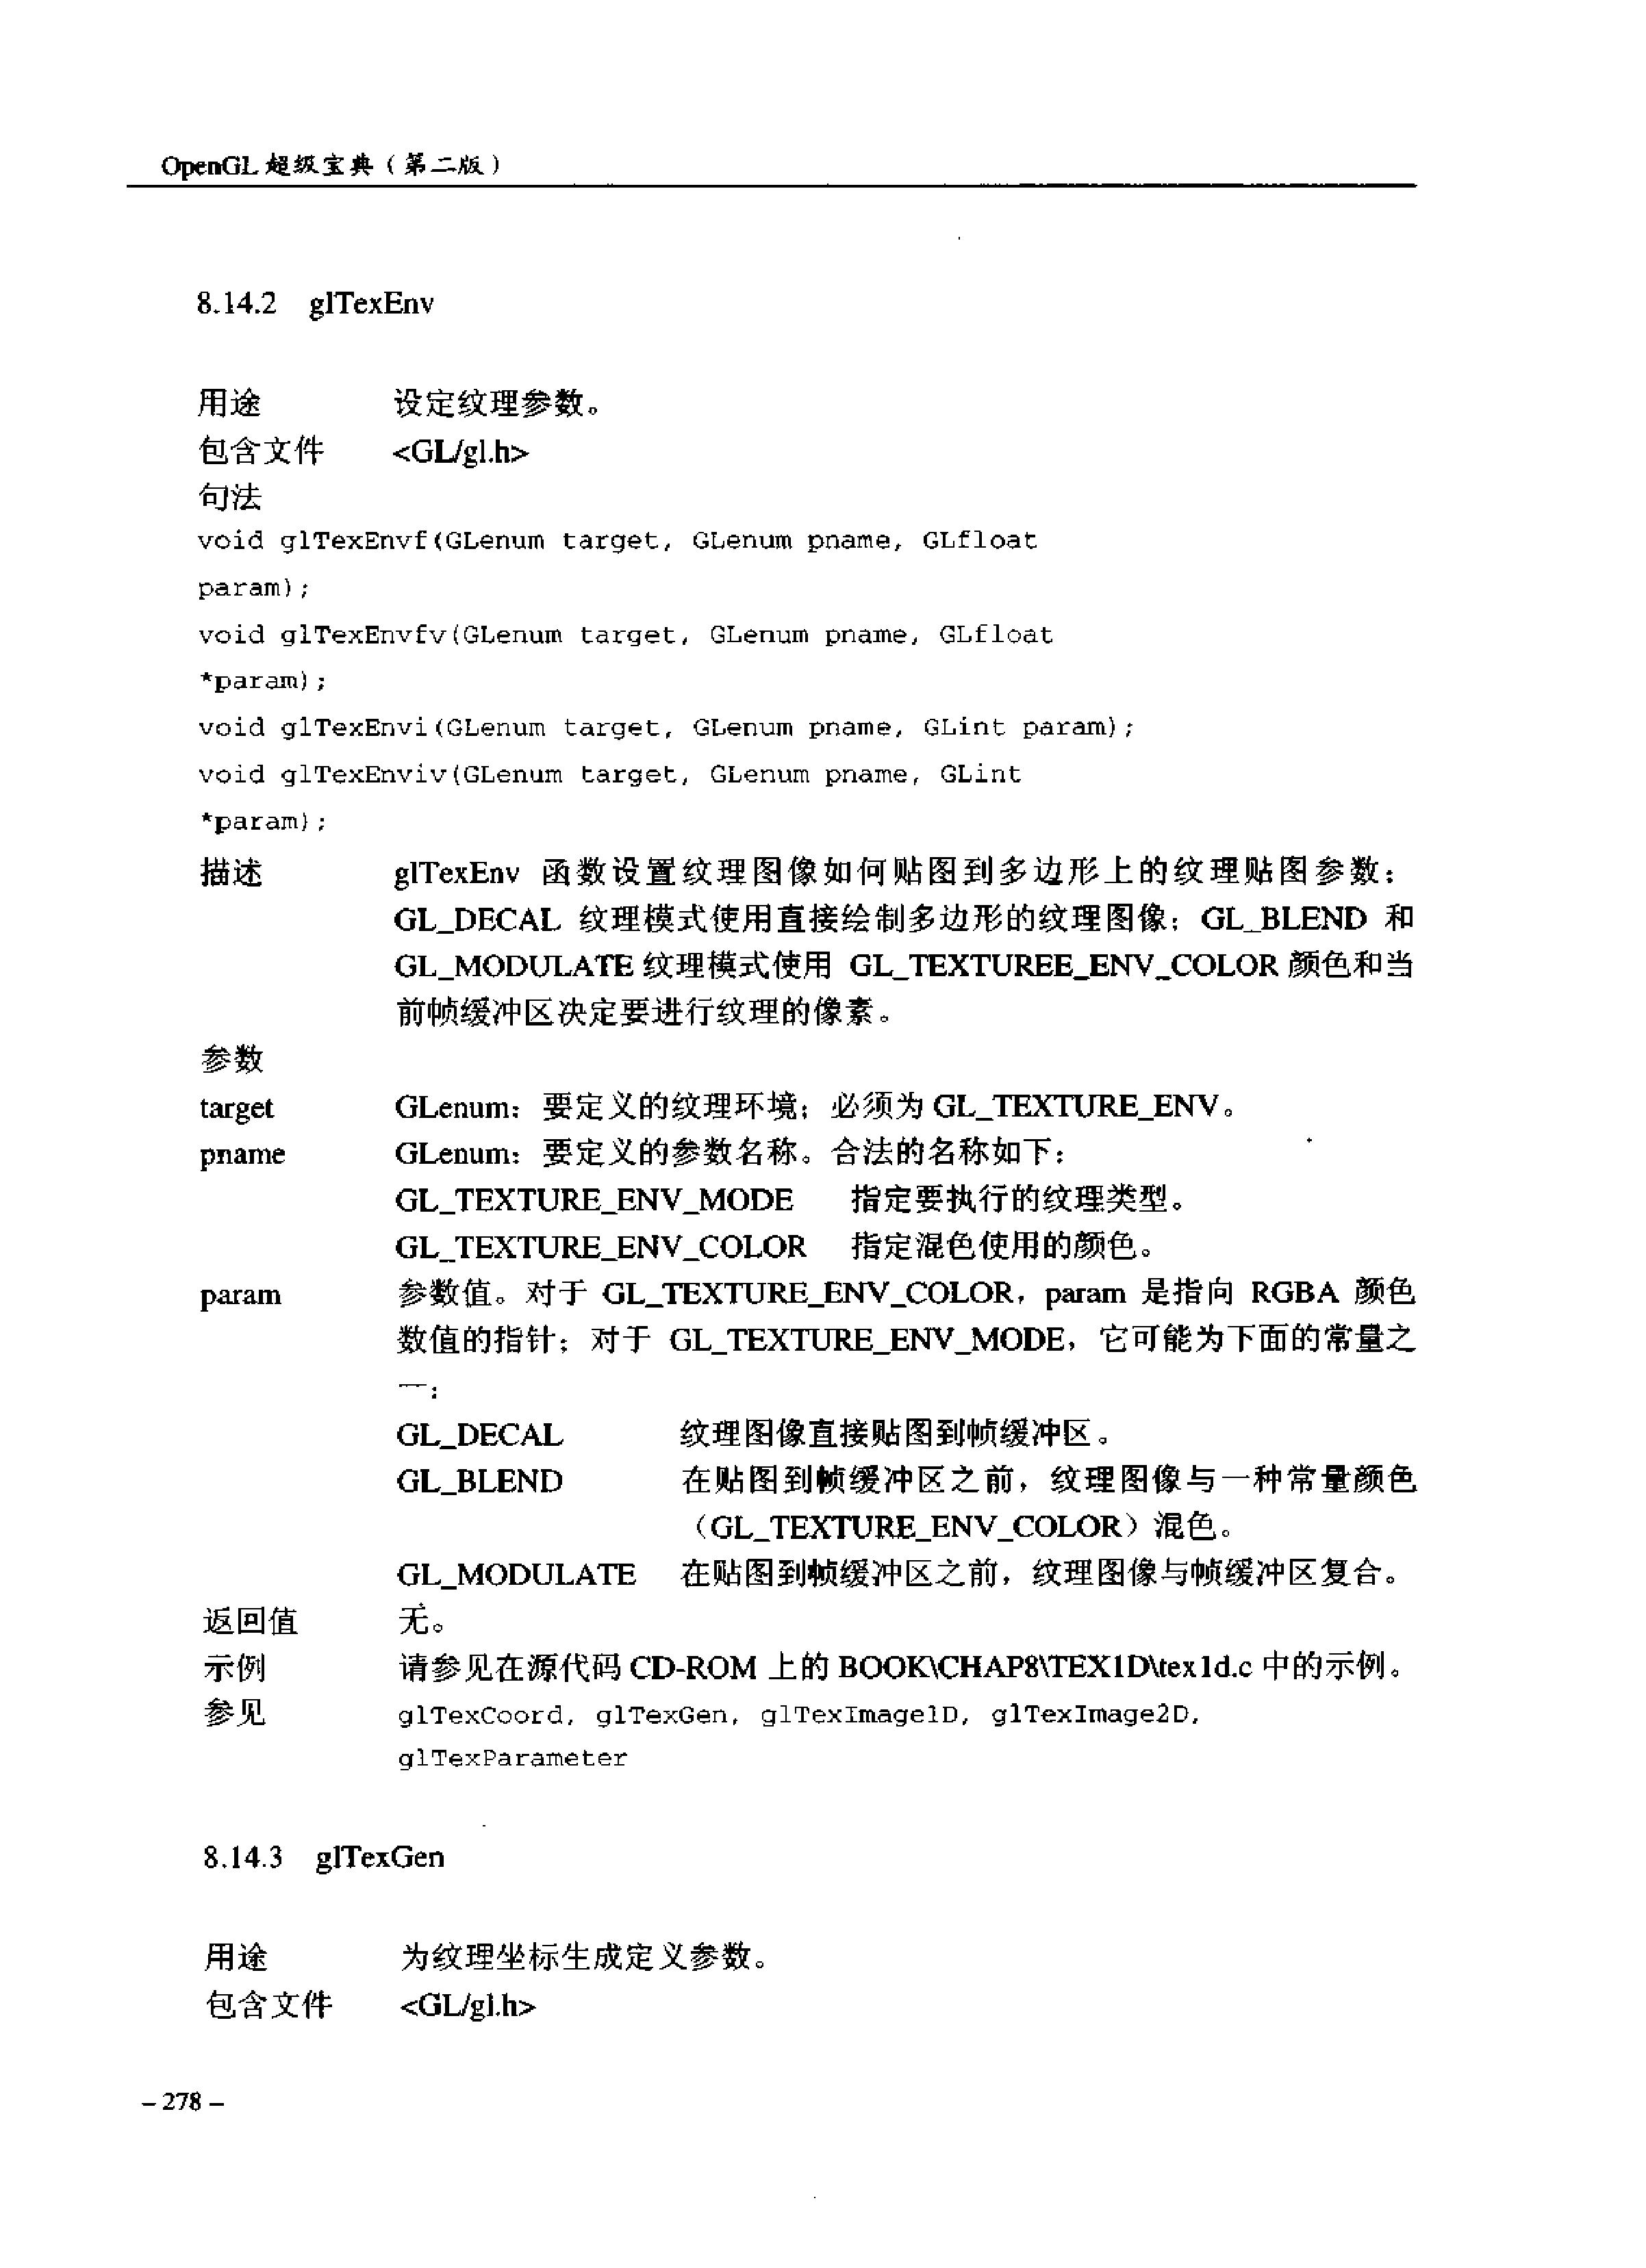 OpenGL 超级宝典（第二版）
8.14.2 glTexEnv
用途 设定纹理参数。
包含文件 <GL/gl.h>
句法
void glTexEnvf(GLenum target, GLenum pname, GLfloat
param);
void glTexEnvfv(GLenum target, GLenum pname, GLfloat
*param);
void glTexEnvi(GLenum target, GLenum pname, GLint param);
void glTexEnviv(GLenum target, GLenum pname, GLint
*param);
描述 glTexEnv 函数设置纹理图像如何贴图到多边形上的纹理贴图参数：
GL_DECAL 纹理模式使用直接绘制多边形的纹理图像；GL_BLEND 和
GL_MODULATE 纹理模式使用 GL_TEXTUREE_ENV_COLOR 颜色和当
前帧缓冲区决定要进行纹理的像素。
参数
target GLenum：要定义的纹理环境；必须为 GL_TEXTURE_ENV。
pname GLenum：要定义的参数名称。合法的名称如下：
GL_TEXTURE_ENV_MODE 指定要执行的纹理类型。
GL_TEXTURE_ENV_COLOR 指定混色使用的颜色。
param 参数值。对于 GL_TEXTURE_ENV_COLOR，param 是指向 RGBA 颜色
数值的指针；对于 GL_TEXTURE_ENV_MODE，它可能为下面的常量之
一：
GL_DECAL 纹理图像直接贴图到帧缓冲区。
GL_BLEND 在贴图到帧缓冲区之前，纹理图像与一种常量颜色
（GL_TEXTURE_ENV_COLOR）混色。
GL_MODULATE 在贴图到帧缓冲区之前，纹理图像与帧缓冲区复合。
返回值 无。
示例 请参见在源代码 CD-ROM 上的 BOOK\CHAP8\TEX1D\tex1d.c 中的示例。
参见 glTexCoord, glTexGen, glTexImage1D, glTexImage2D,
glTexParameter
8.14.3 glTexGen
用途 为纹理坐标生成定义参数。
包含文件 <GL/gl.h>
– 278 –